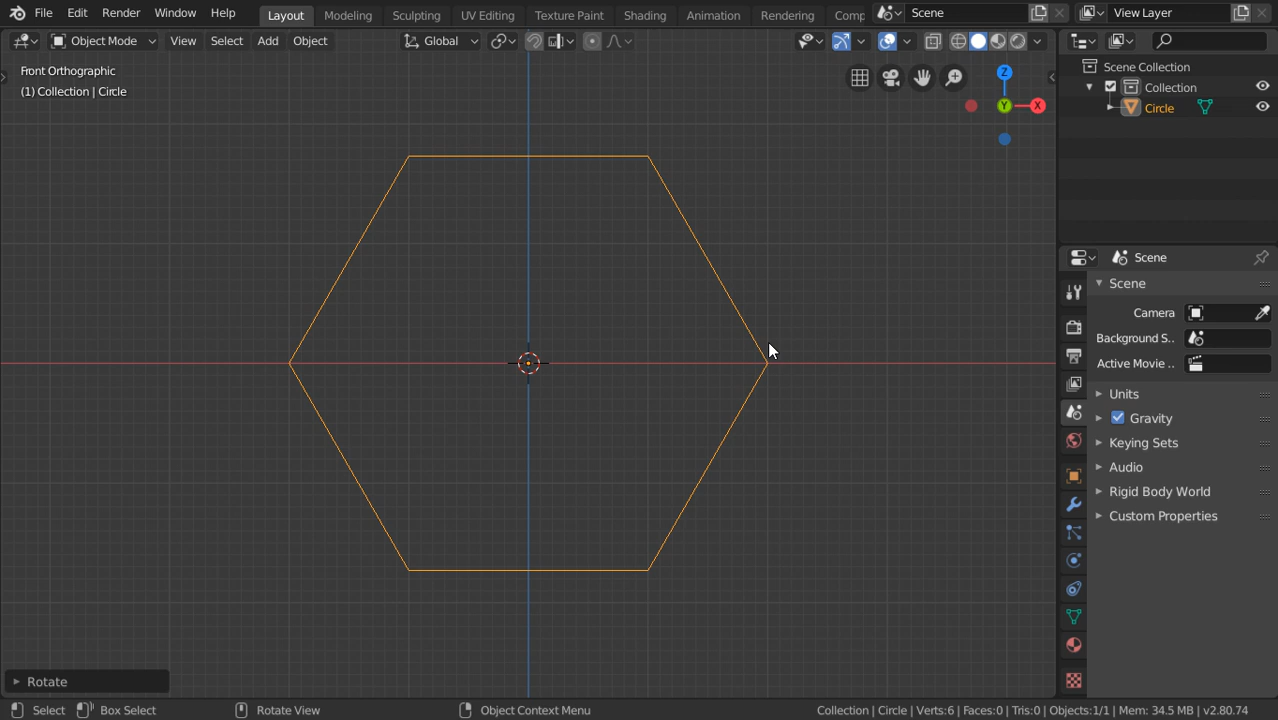 File Edit Render Window Help Layout Modeling Sculpting UV Editing Texture Paint Shading Animation Rendering Comp Scene View Layer
Object Mode View Select Add Object Global
Front Orthographic
(1) Collection | Circle
Z
Y
X
Scene Collection
Collection
Circle
Scene
Scene
Camera
Background S..
Active Movie ..
Units
Gravity
Keying Sets
Audio
Rigid Body World
Custom Properties
Rotate
Select Box Select Rotate View Object Context Menu Collection | Circle | Verts:6 | Faces:0 | Tris:0 | Objects:1/1 | Mem: 34.5 MB | v2.80.74